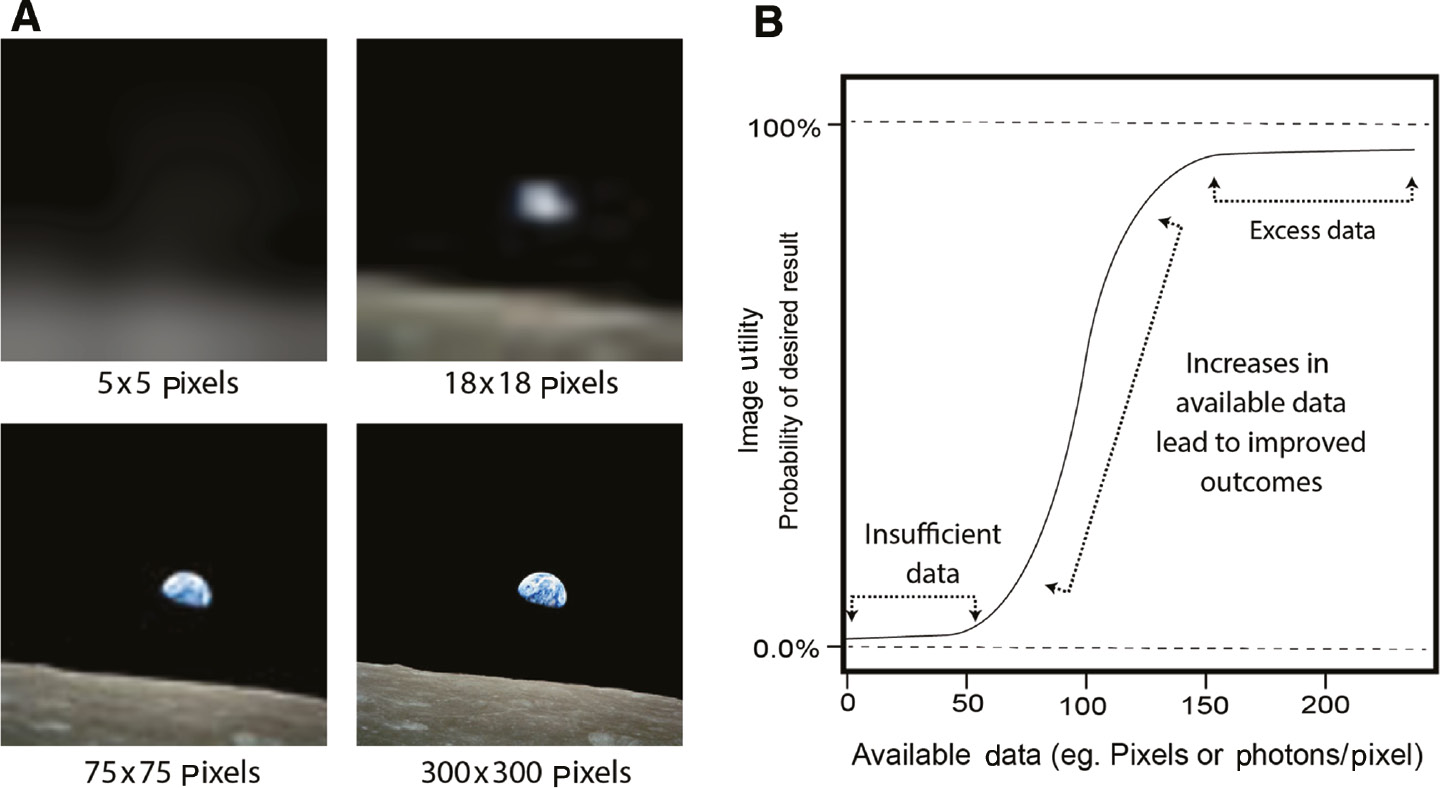 A
5x5 pixels
18x18 pixels
75x75 pixels
300x300 pixels
B
Image utility
Probability of desired result
100%
0.0%
Excess data
Increases in
available data
lead to improved
outcomes
Insufficient
data
0
50
100
150
200
Available data (eg. Pixels or photons/pixel)